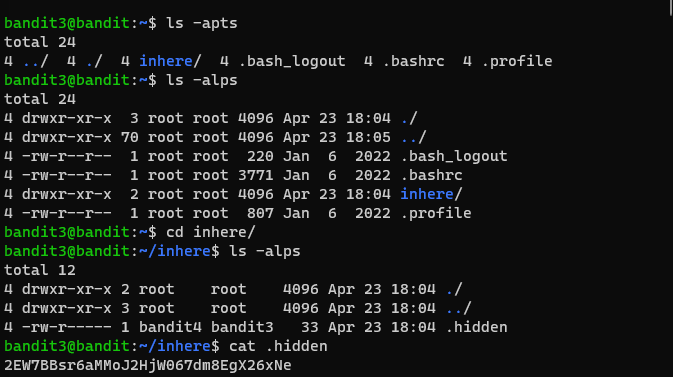 bandit3@bandit:~$ ls -apts
total 24
4 ../  4 ./  4 inhere/  4 .bash_logout  4 .bashrc  4 .profile
bandit3@bandit:~$ ls -alps
total 24
4 drwxr-xr-x  3 root root 4096 Apr 23 18:04 ./
4 drwxr-xr-x 70 root root 4096 Apr 23 18:05 ../
4 -rw-r--r--  1 root root  220 Jan  6  2022 .bash_logout
4 -rw-r--r--  1 root root 3771 Jan  6  2022 .bashrc
4 drwxr-xr-x  2 root root 4096 Apr 23 18:04 inhere/
4 -rw-r--r--  1 root root  807 Jan  6  2022 .profile
bandit3@bandit:~$ cd inhere/
bandit3@bandit:~/inhere$ ls -alps
total 12
4 drwxr-xr-x 2 root    root    4096 Apr 23 18:04 ./
4 drwxr-xr-x 3 root    root    4096 Apr 23 18:04 ../
4 -rw-r----- 1 bandit4 bandit3   33 Apr 23 18:04 .hidden
bandit3@bandit:~/inhere$ cat .hidden
2EW7BBsr6aMMoJ2HjW067dm8EgX26xNe